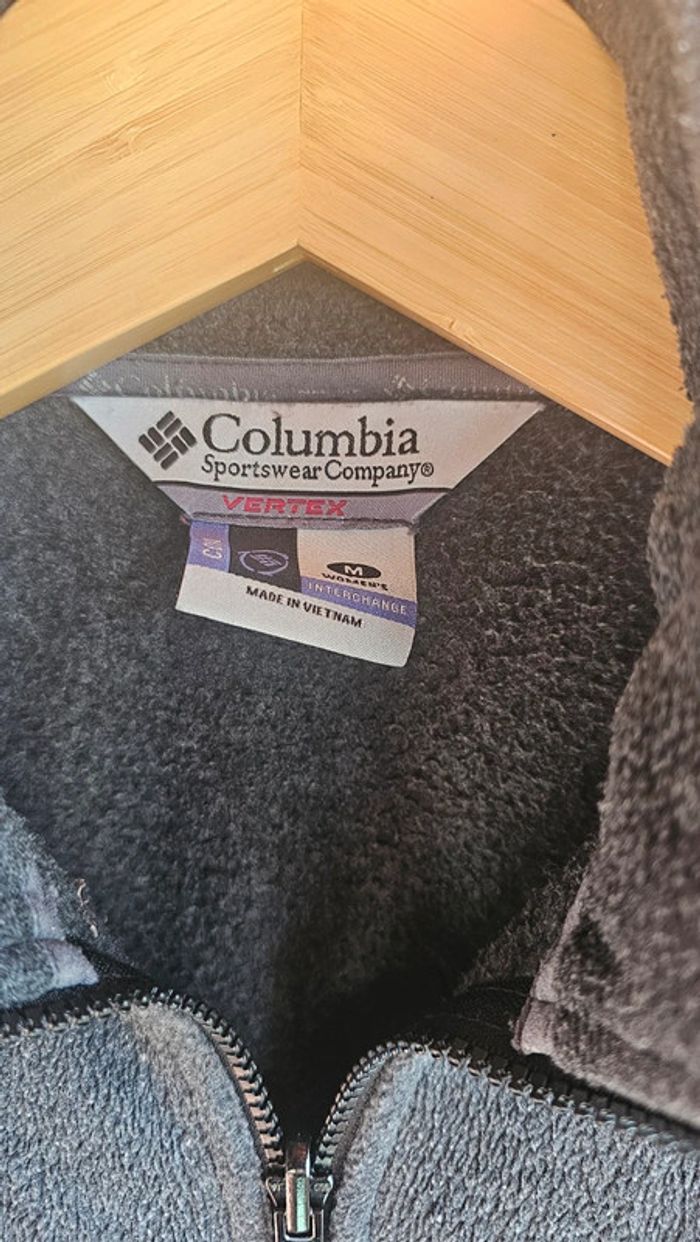 Columbia
Sportswear Company®
VERTEX
M
WOMEN'S
INTERCHANGE
MADE IN VIETNAM